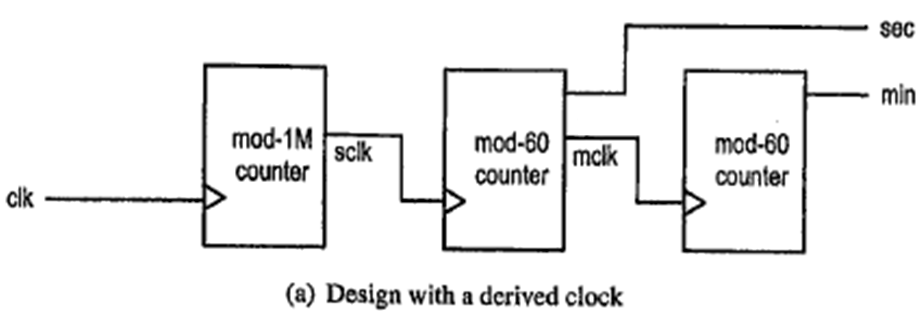 sec
min
mod-1M
counter
sclk
mod-60
counter
mclk
mod-60
counter
clk
(a) Design with a derived clock